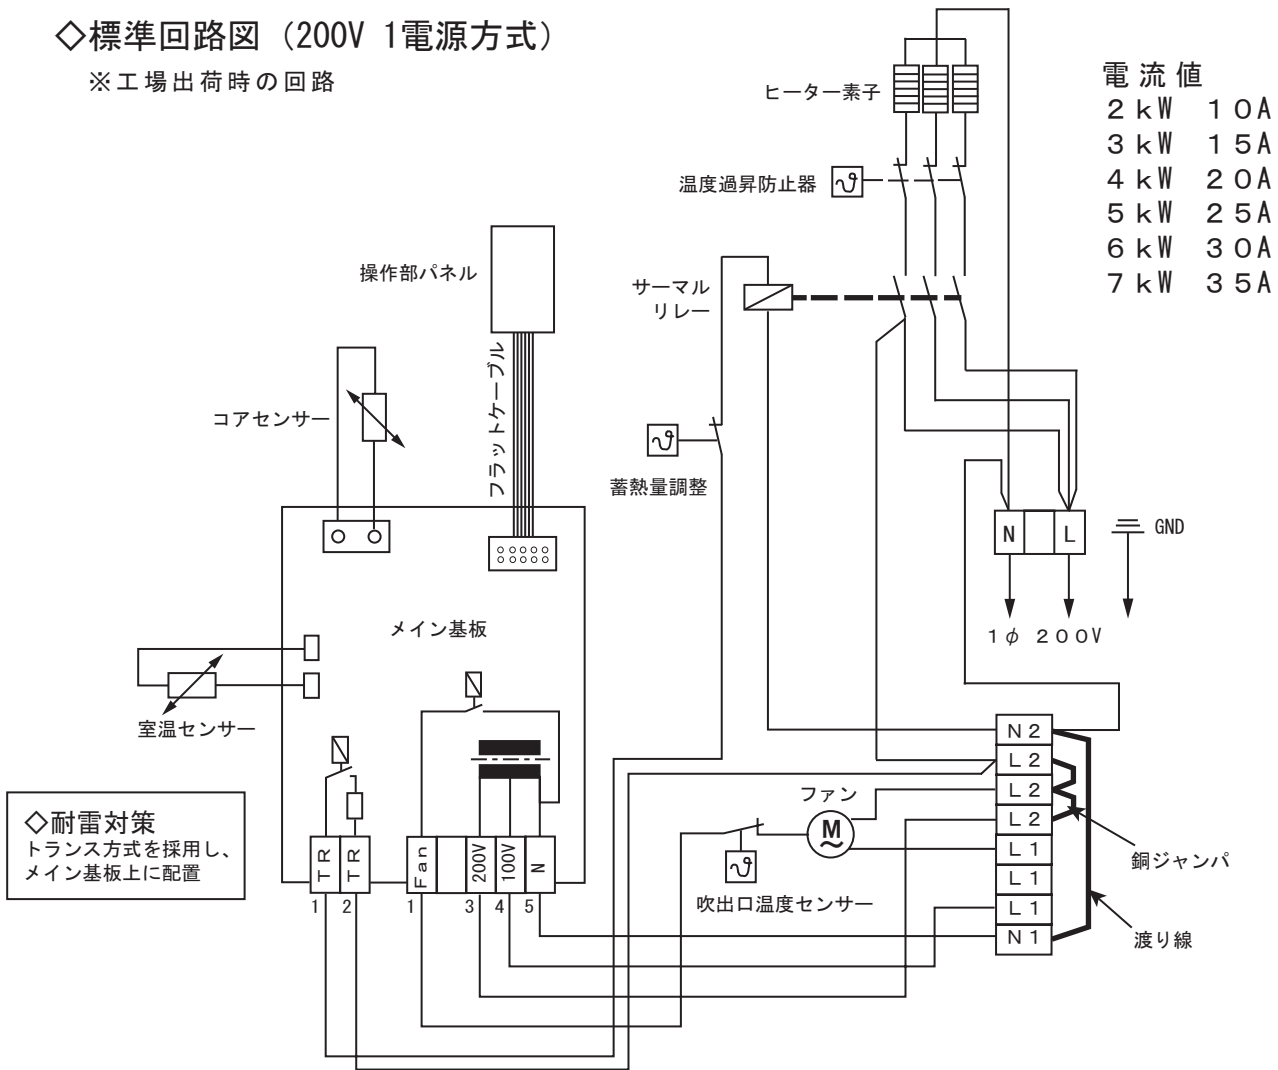 ◇標準回路図（200V 1電源方式）
※工場出荷時の回路
電流値
２ｋＷ　１０Ａ
３ｋＷ　１５Ａ
４ｋＷ　２０Ａ
５ｋＷ　２５Ａ
６ｋＷ　３０Ａ
７ｋＷ　３５Ａ
ヒーター素子
温度過昇防止器
操作部パネル
サーマル
リレー
フラットケーブル
コアセンサー
蓄熱量調整
N
L
GND
１φ ２００V
メイン基板
室温センサー
◇耐雷対策
トランス方式を採用し、
メイン基板上に配置
TR
TR
Fan
200V
100V
N
1
2
1
3
4
5
ファン
M
吹出口温度センサー
N2
L2
L2
L2
L1
L1
L1
N1
銅ジャンパ
渡り線